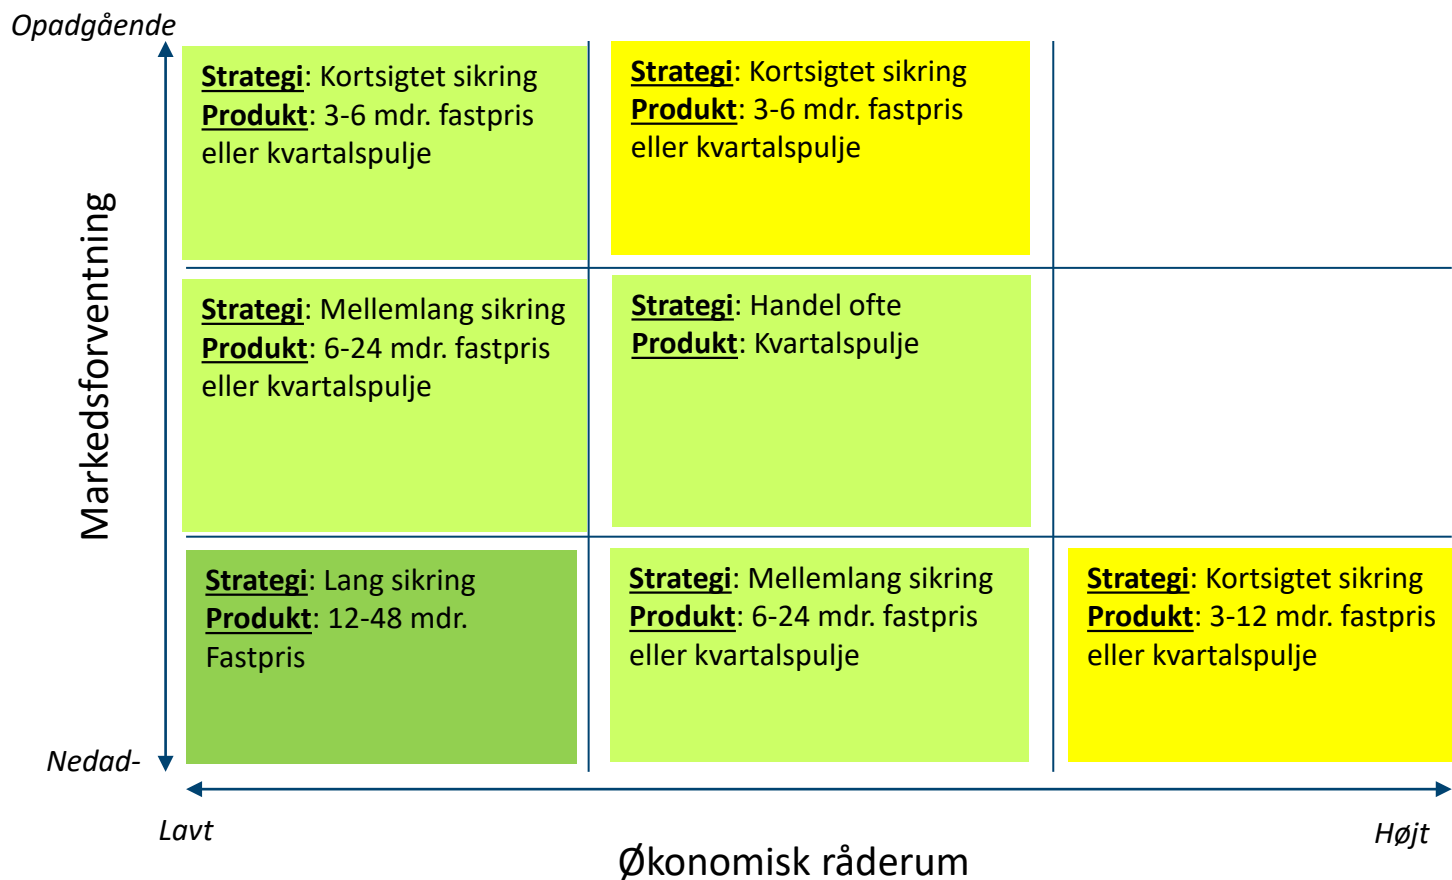 Opadgående
Markedsforventning
Strategi: Kortsigtet sikring
Produkt: 3-6 mdr. fastpris
eller kvartalspulje
Strategi: Kortsigtet sikring
Produkt: 3-6 mdr. fastpris
eller kvartalspulje
Strategi: Mellemlang sikring
Produkt: 6-24 mdr. fastpris
eller kvartalspulje
Strategi: Handel ofte
Produkt: Kvartalspulje
Strategi: Lang sikring
Produkt: 12-48 mdr.
Fastpris
Strategi: Mellemlang sikring
Produkt: 6-24 mdr. fastpris
eller kvartalspulje
Strategi: Kortsigtet sikring
Produkt: 3-12 mdr. fastpris
eller kvartalspulje
Nedad-
Lavt
Højt
Økonomisk råderum